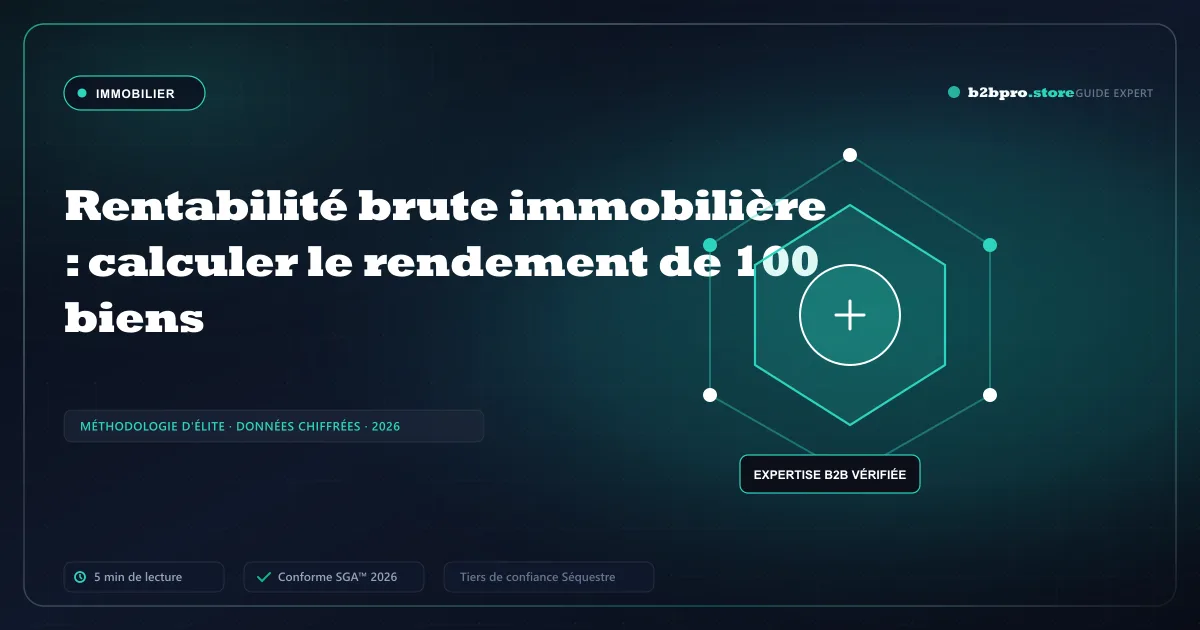 IMMOBILIER
b2bpro.store GUIDE EXPERT
Rentabilité brute immobilière
: calculer le rendement de 100
biens
MÉTHODOLOGIE D'ÉLITE · DONNÉES CHIFFRÉES · 2026
EXPERTISE B2B VÉRIFIÉE
5 min de lecture
Conforme SGA™ 2026
Tiers de confiance Séquestre